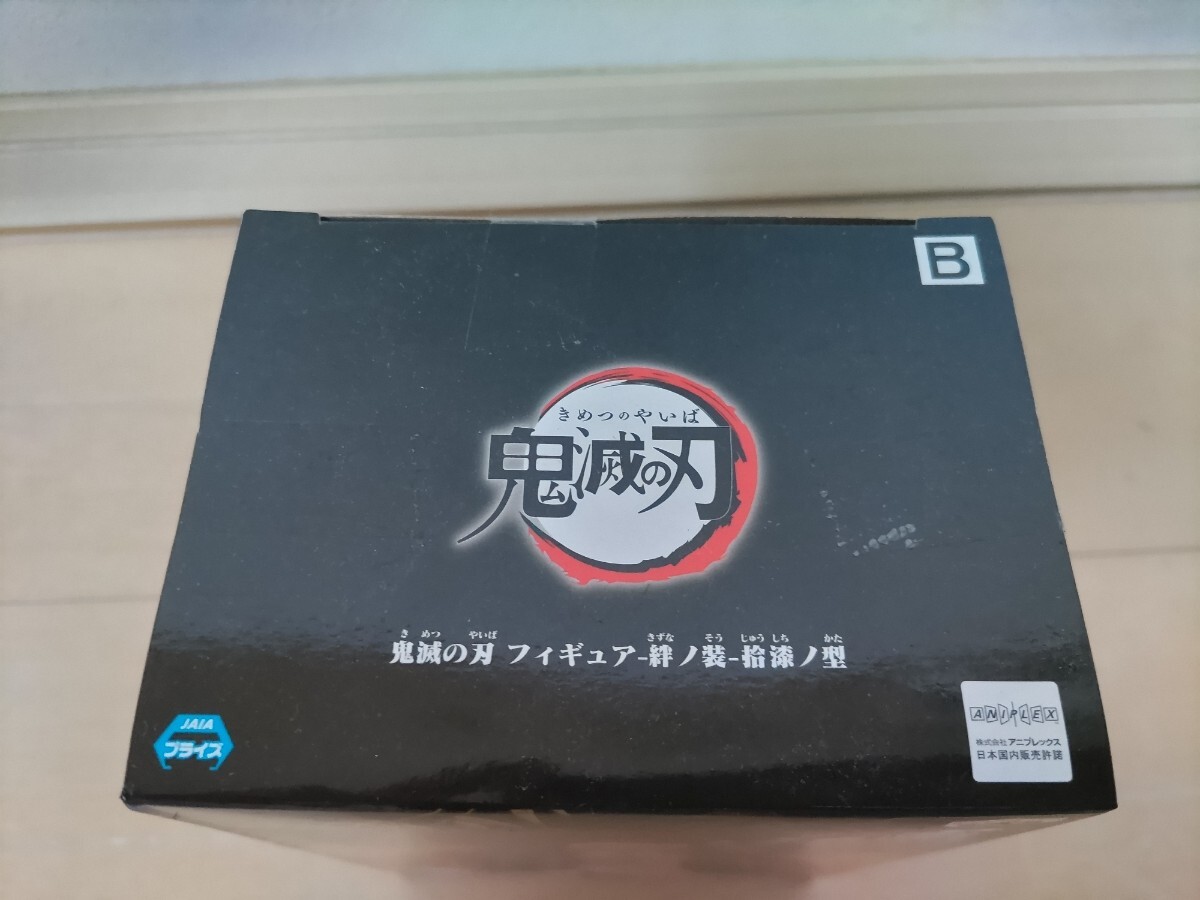 B
きめつのやいば
鬼滅の刃
き めつ やいば きずな そう じゅう しち かた
鬼滅の刃 フィギュア-絆ノ装-拾漆ノ型
JAIA
プライズ
ANIPLEX
株式会社アニプレックス
日本国内販売許諾